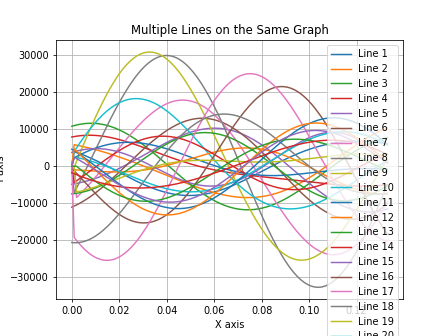 Multiple Lines on the Same Graph
30000
20000
10000
0
−10000
−20000
−30000
0.00
0.02
0.04
0.06
0.08
0.10
X axis
Line 1
Line 2
Line 3
Line 4
Line 5
Line 6
Line 7
Line 8
Line 9
Line 10
Line 11
Line 12
Line 13
Line 14
Line 15
Line 16
Line 17
Line 18
Line 19
Line 20